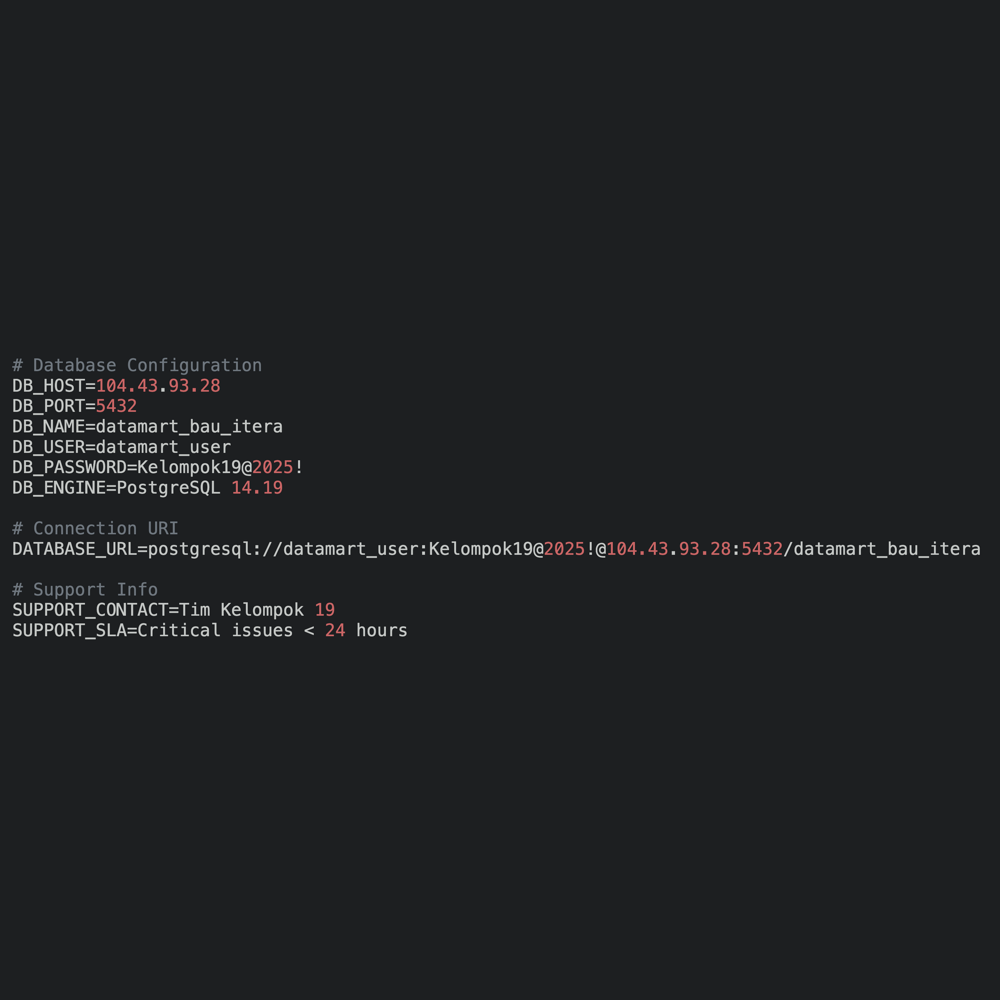 # Database Configuration
DB_HOST=104.43.93.28
DB_PORT=5432
DB_NAME=datamart_bau_itera
DB_USER=datamart_user
DB_PASSWORD=Kelompok19@2025!
DB_ENGINE=PostgreSQL 14.19

# Connection URI
DATABASE_URL=postgresql://datamart_user:Kelompok19@2025!@104.43.93.28:5432/datamart_bau_itera

# Support Info
SUPPORT_CONTACT=Tim Kelompok 19
SUPPORT_SLA=Critical issues < 24 hours